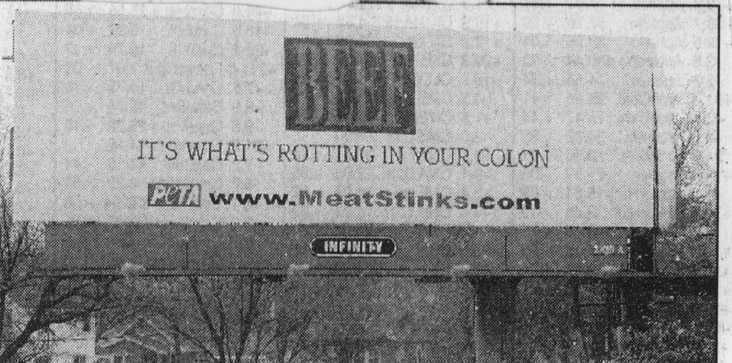 BEEF
IT'S WHAT'S ROTTING IN YOUR COLON
PETA www.MeatStinks.com
INFINITY